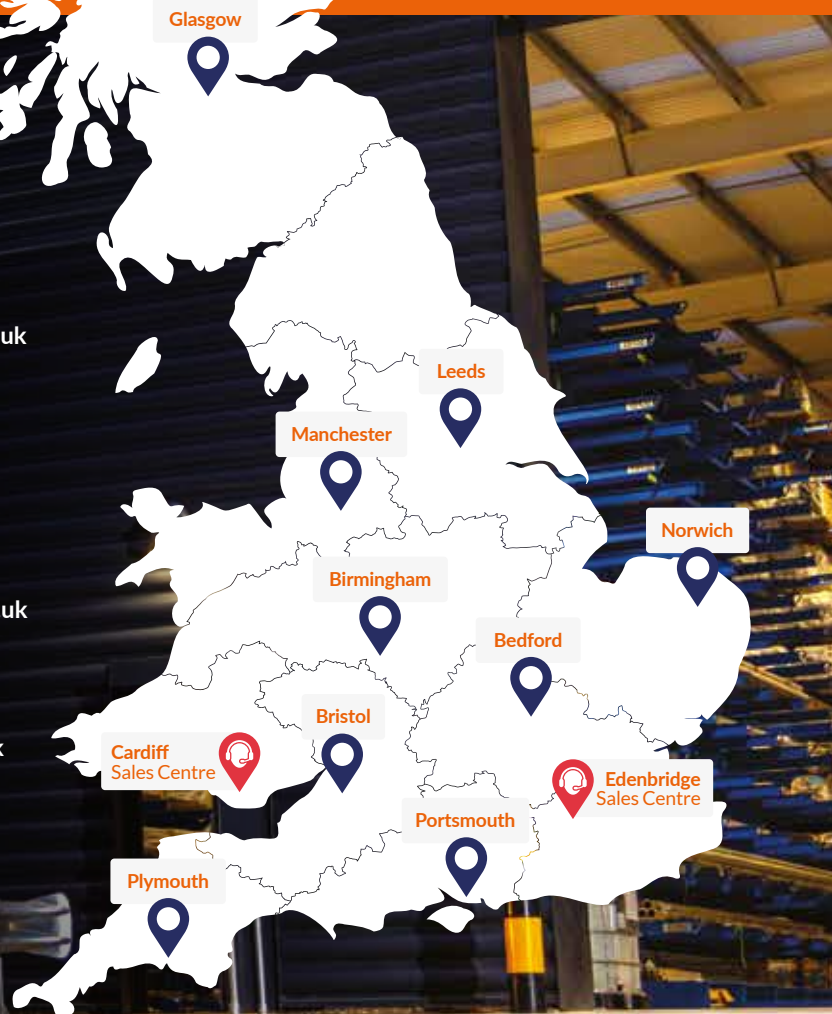 Glasgow
uk
Leeds
Manchester
Norwich
Birmingham
uk
Bedford
Bristol
Cardiff
Sales Centre
Edenbridge
Sales Centre
Portsmouth
Plymouth